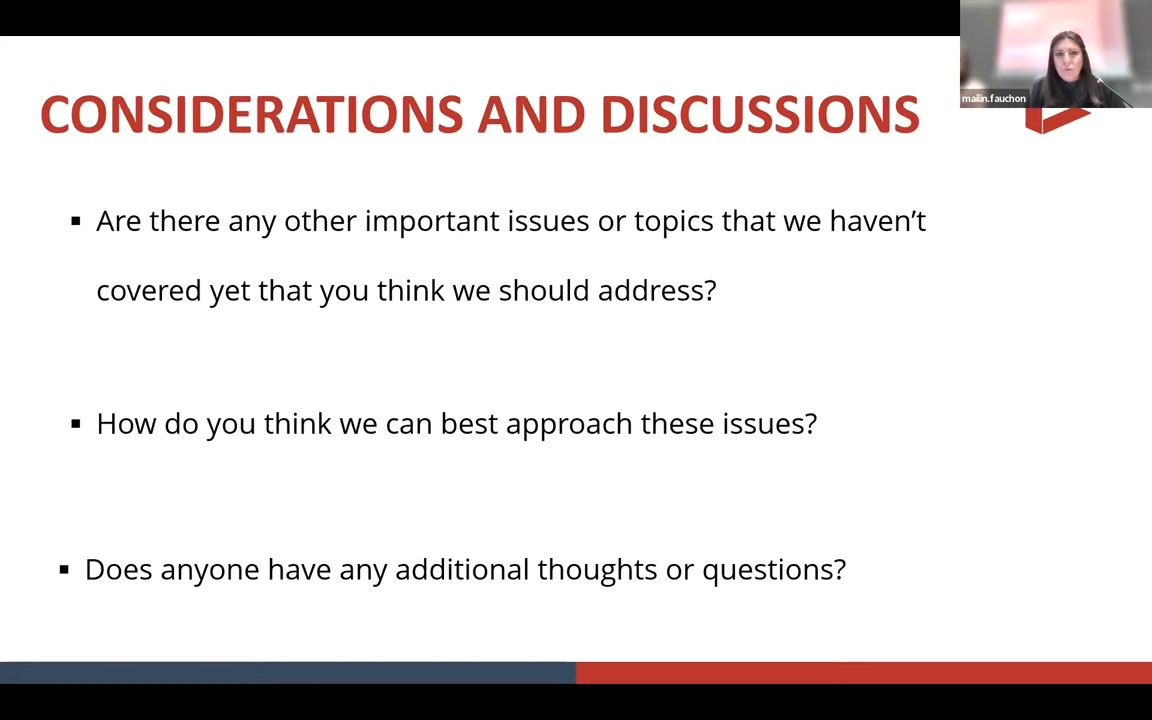 mailin.fauchon
CONSIDERATIONS AND DISCUSSIONS
▪ Are there any other important issues or topics that we haven’t
covered yet that you think we should address?
▪ How do you think we can best approach these issues?
▪ Does anyone have any additional thoughts or questions?